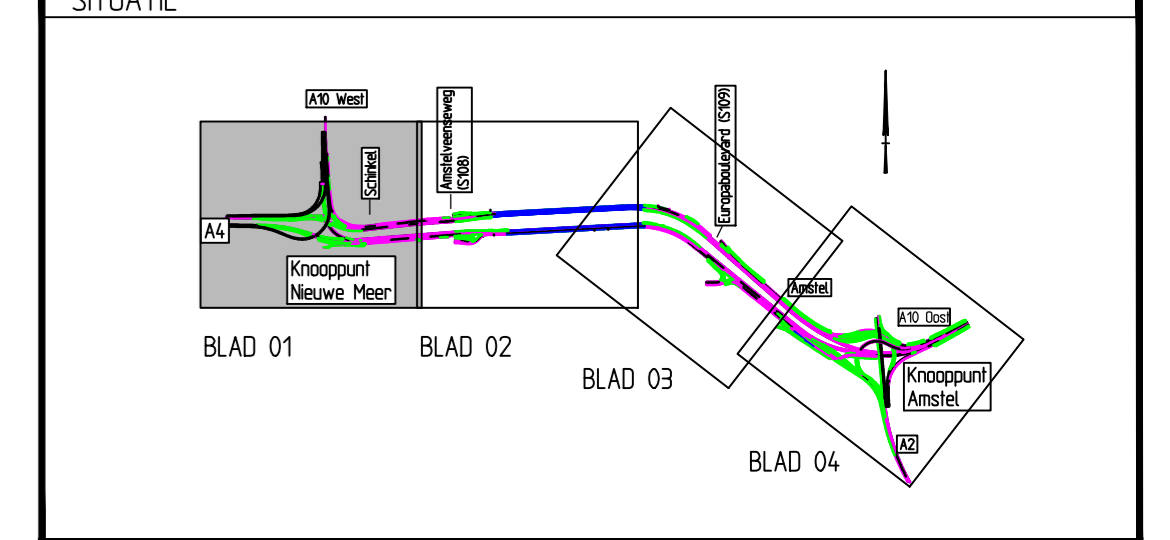 SITUATIE
A10 West
Amstelveenseweg
(S108)
Europaboulevard (S109)
Schinkel
A4
Knooppunt
Nieuwe Meer
Amstel
A10 Oost
BLAD 01
BLAD 02
BLAD 03
Knooppunt
Amstel
A2
BLAD 04